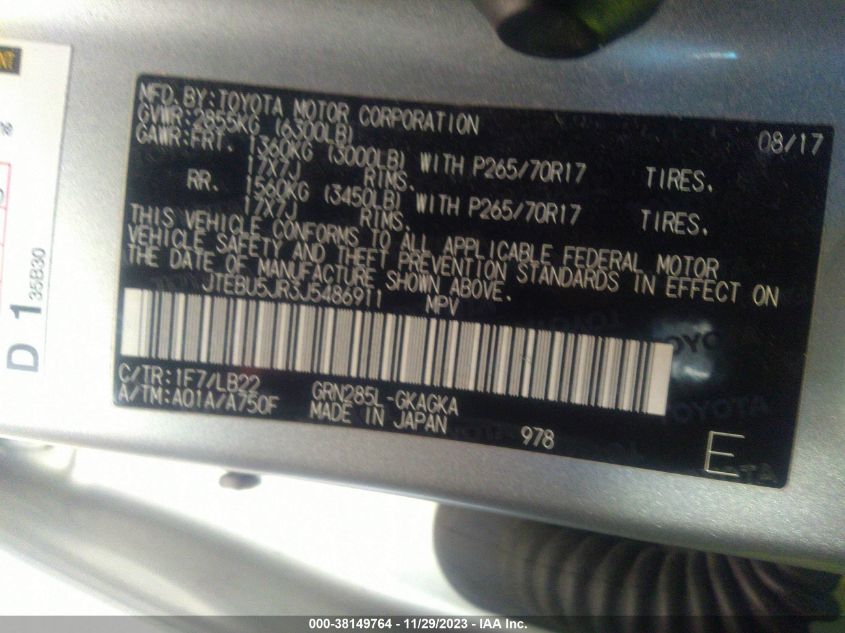 MFD. BY: TOYOTA MOTOR CORPORATION 08/17
GVWR: 2855KG (6300LB)
GAWR: FRT. 1360KG (3000LB) WITH P265/70R17 TIRES.
17X7J RIMS.
RR. 1560KG (3450LB) WITH P265/70R17 TIRES.
17X7J RIMS.
THIS VEHICLE CONFORMS TO ALL APPLICABLE FEDERAL MOTOR
VEHICLE SAFETY AND THEFT PREVENTION STANDARDS IN EFFECT ON
THE DATE OF MANUFACTURE SHOWN ABOVE.
JTEBU5JR3J5486911 MPV
C/TR: 1F7/LB22 GRN285L-GKAGKA
A/TM: A01A/A750F MADE IN JAPAN 978
E
D 1 35B30
TOYOTA
000-38149764 - 11/29/2023 - IAA Inc.